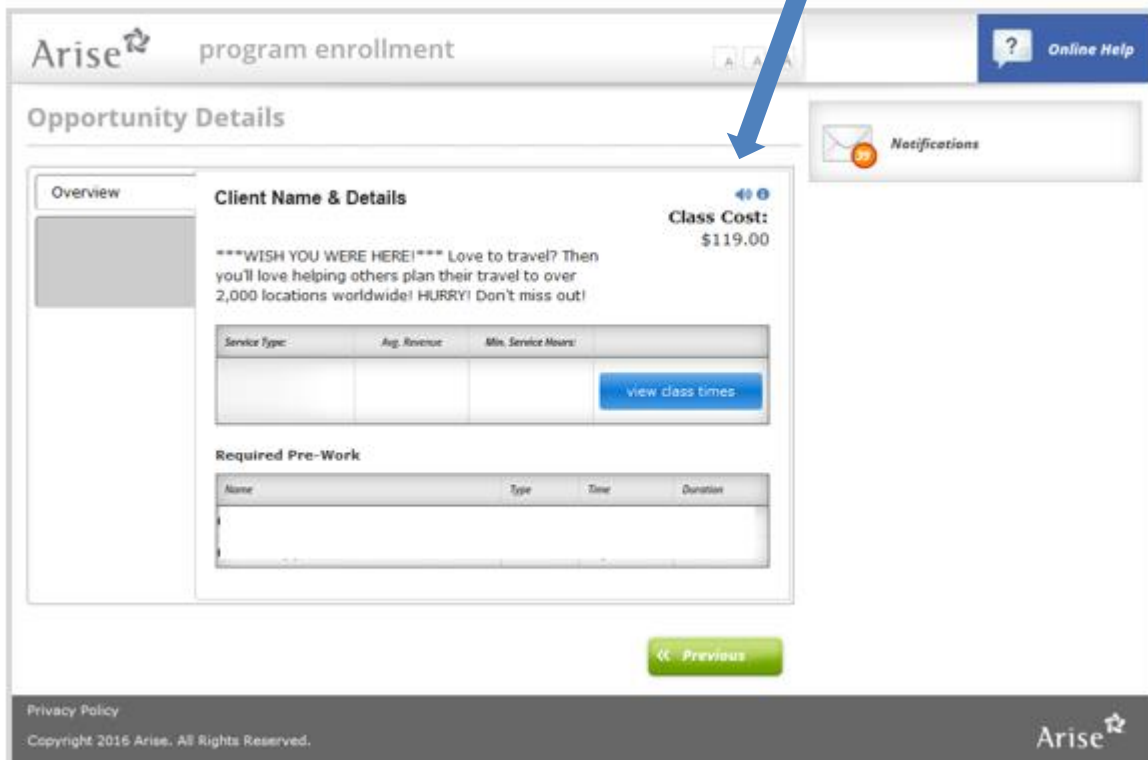 Arise program enrollment A A A ? Online Help
Opportunity Details
39 Notifications
Overview
Client Name & Details
Class Cost:
$119.00
***WISH YOU WERE HERE!*** Love to travel? Then
you'll love helping others plan their travel to over
2,000 locations worldwide! HURRY! Don't miss out!
Service Type: Avg. Revenue Min. Service Hours:
view class times
Required Pre-Work
Name Type Time Duration
« Previous
Privacy Policy
Copyright 2016 Arise. All Rights Reserved.
Arise